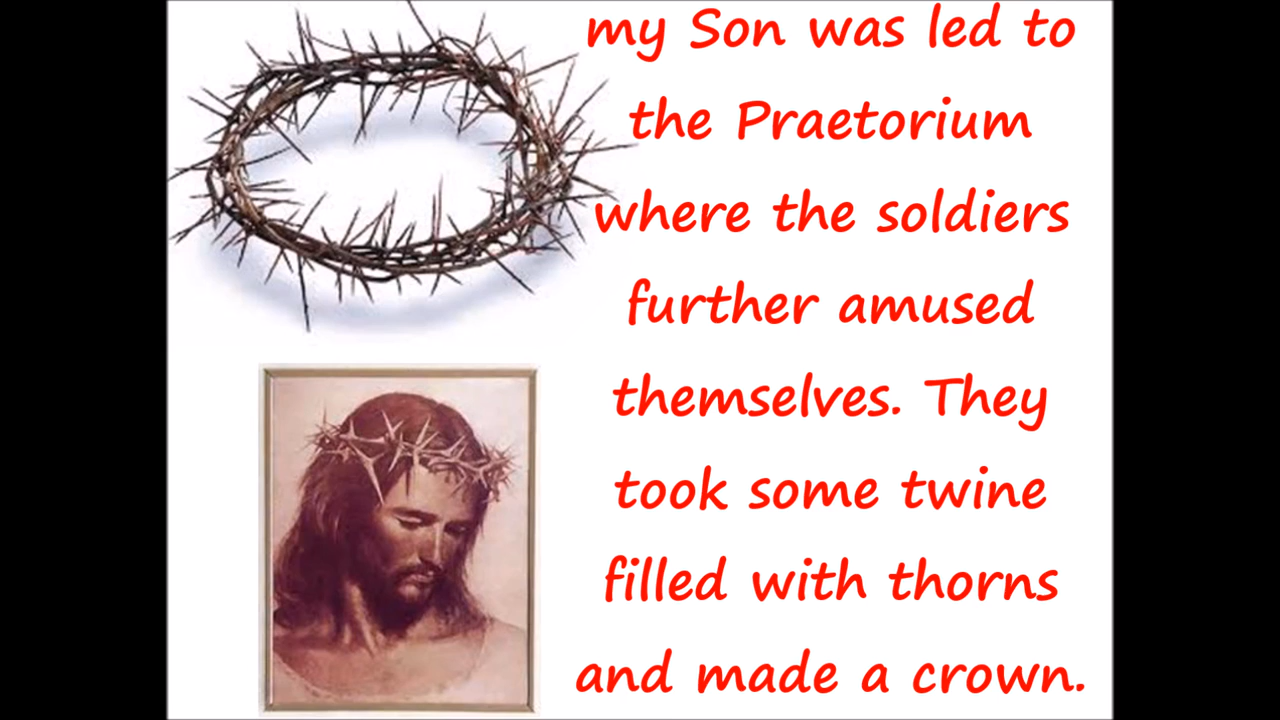 my Son was led to
the Praetorium
where the soldiers
further amused
themselves. They
took some twine
filled with thorns
and made a crown.